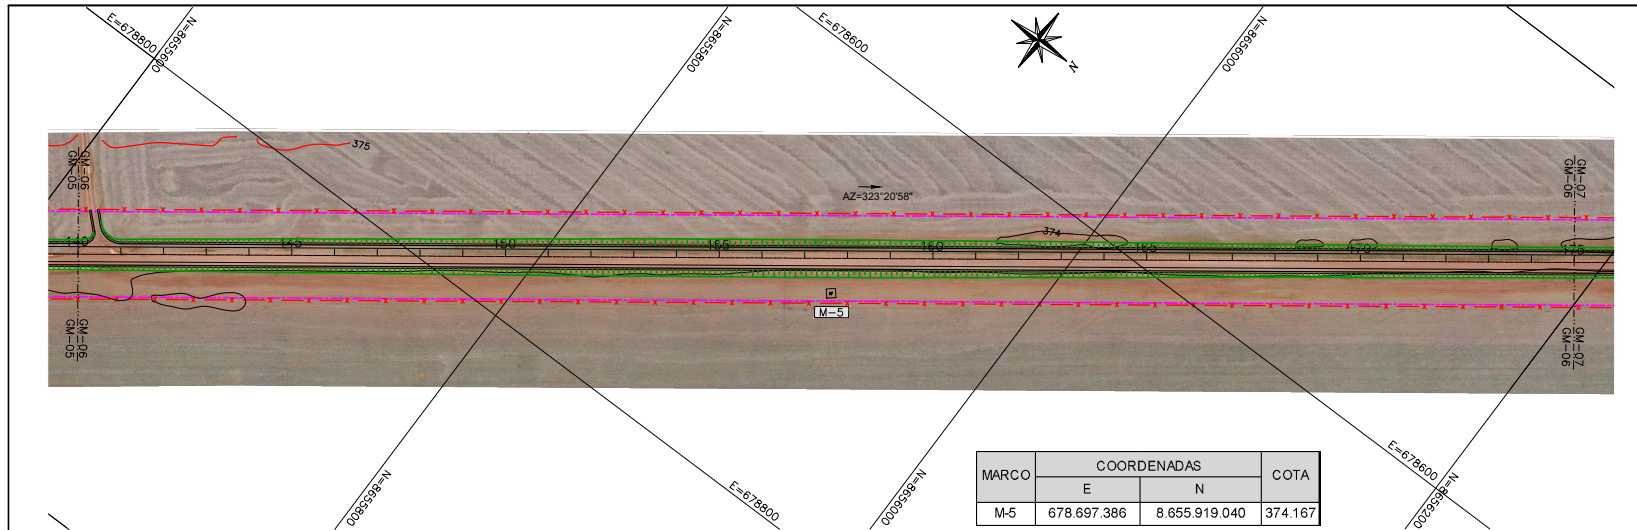 E=678800
N=8655600
N=8655800
E=678600
N=8656000
N
375
GM-06
GM-05
GM-07
GM-06
AZ=323°20'58"
140
145
150
155
160
374
165
170
175
M-5
GM-06
GM-05
GM-07
GM-06
N=8655800
E=678800
N=8656000
E=678600
N=8656200
MARCO COORDENADAS COTA
E N
M-5 678.697.386 8.655.919.040 374.167